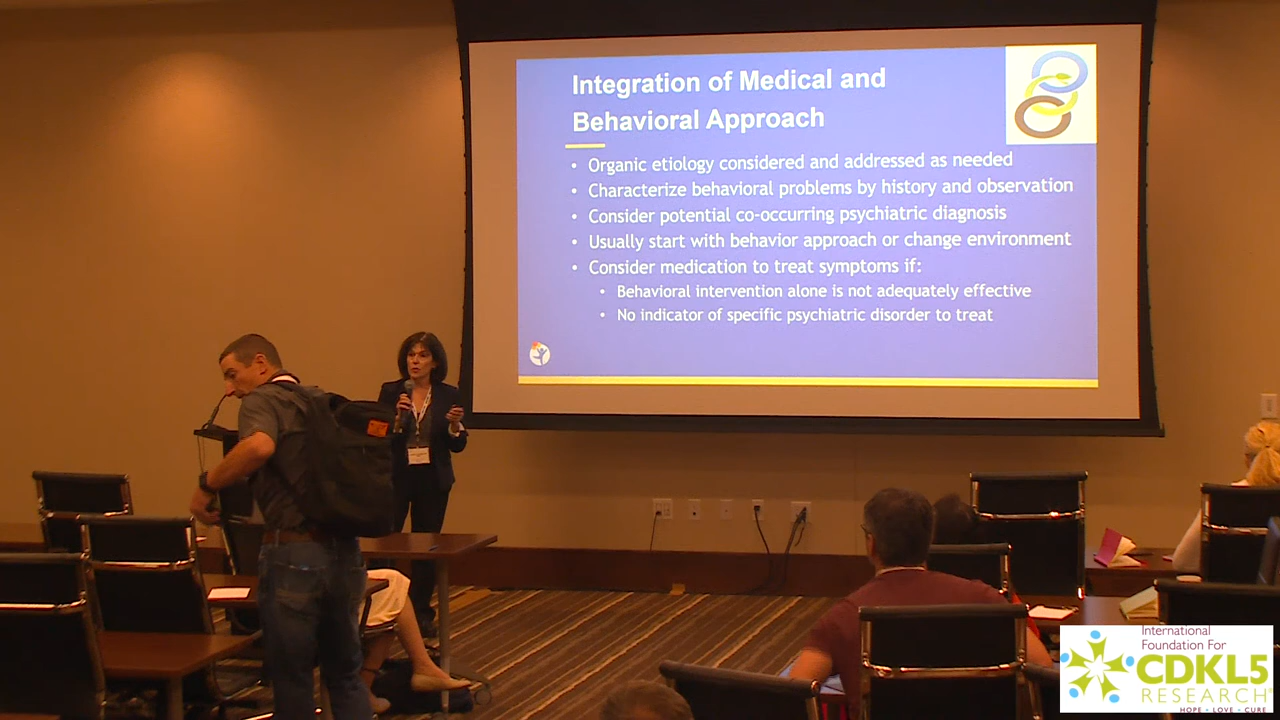 Integration of Medical and
Behavioral Approach
• Organic etiology considered and addressed as needed
• Characterize behavioral problems by history and observation
• Consider potential co-occurring psychiatric diagnosis
• Usually start with behavior approach or change environment
• Consider medication to treat symptoms if:
• Behavioral intervention alone is not adequately effective
• No indicator of specific psychiatric disorder to treat
International
Foundation For
CDKL5
RESEARCH
HOPE • LOVE • CURE